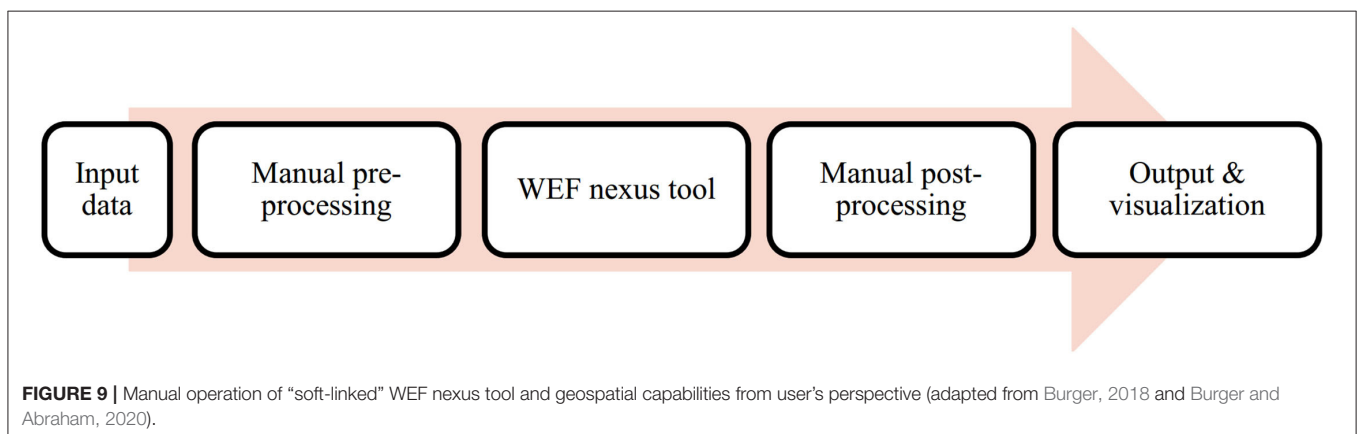 Input
data
Manual pre-
processing
WEF nexus tool
Manual post-
processing
Output &
visualization
FIGURE 9 | Manual operation of “soft-linked” WEF nexus tool and geospatial capabilities from user’s perspective (adapted from Burger, 2018 and Burger and
Abraham, 2020).